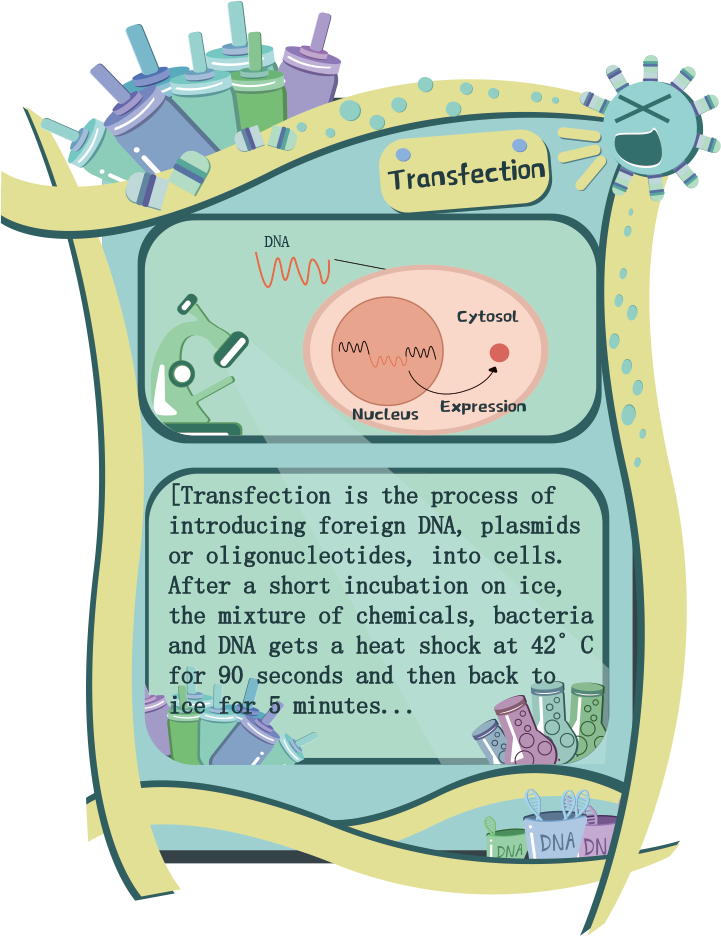 Transfection
DNA
Cytosol
Nucleus
Expression
[Transfection is the process of
introducing foreign DNA, plasmids
or oligonucleotides, into cells.
After a short incubation on ice,
the mixture of chemicals, bacteria
and DNA gets a heat shock at 42°C
for 90 seconds and then back to
ice for 5 minutes...
DNA
DNA
DN